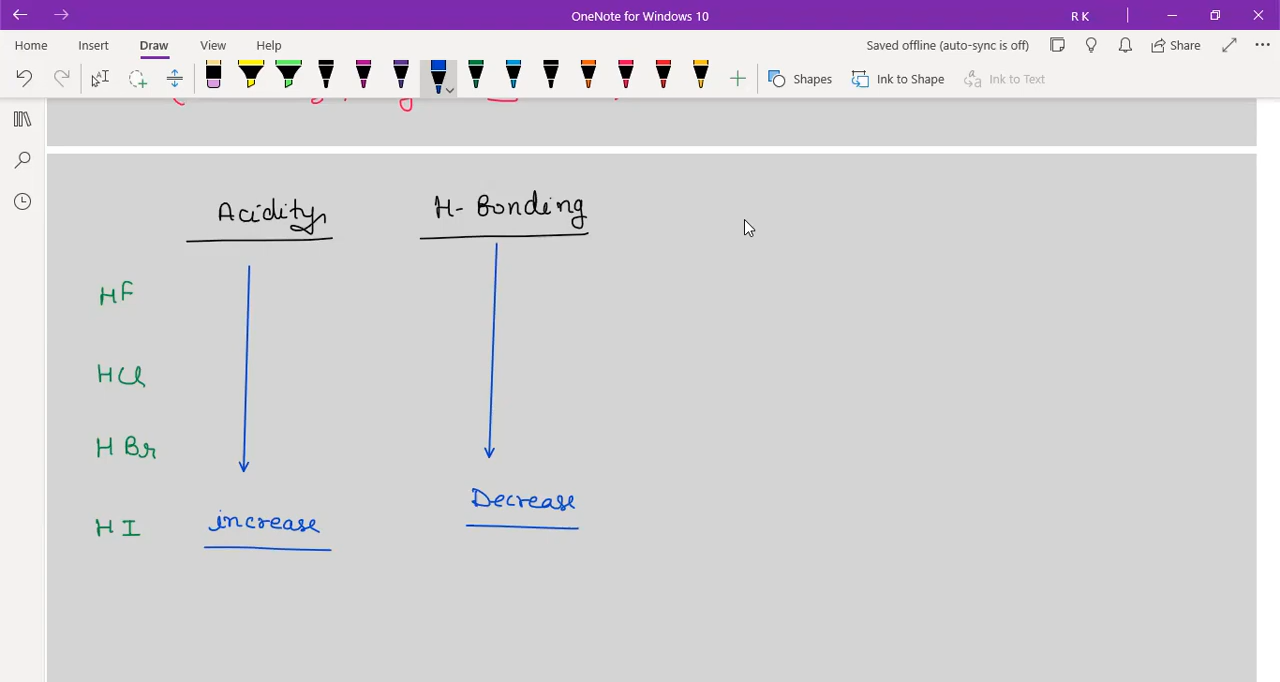 OneNote for Windows 10
R K
Home Insert Draw View Help
Saved offline (auto-sync is off) Share
Shapes Ink to Shape Ink to Text
Acidity H- Bonding
HF
HCl
HBr
HI increase Decrease